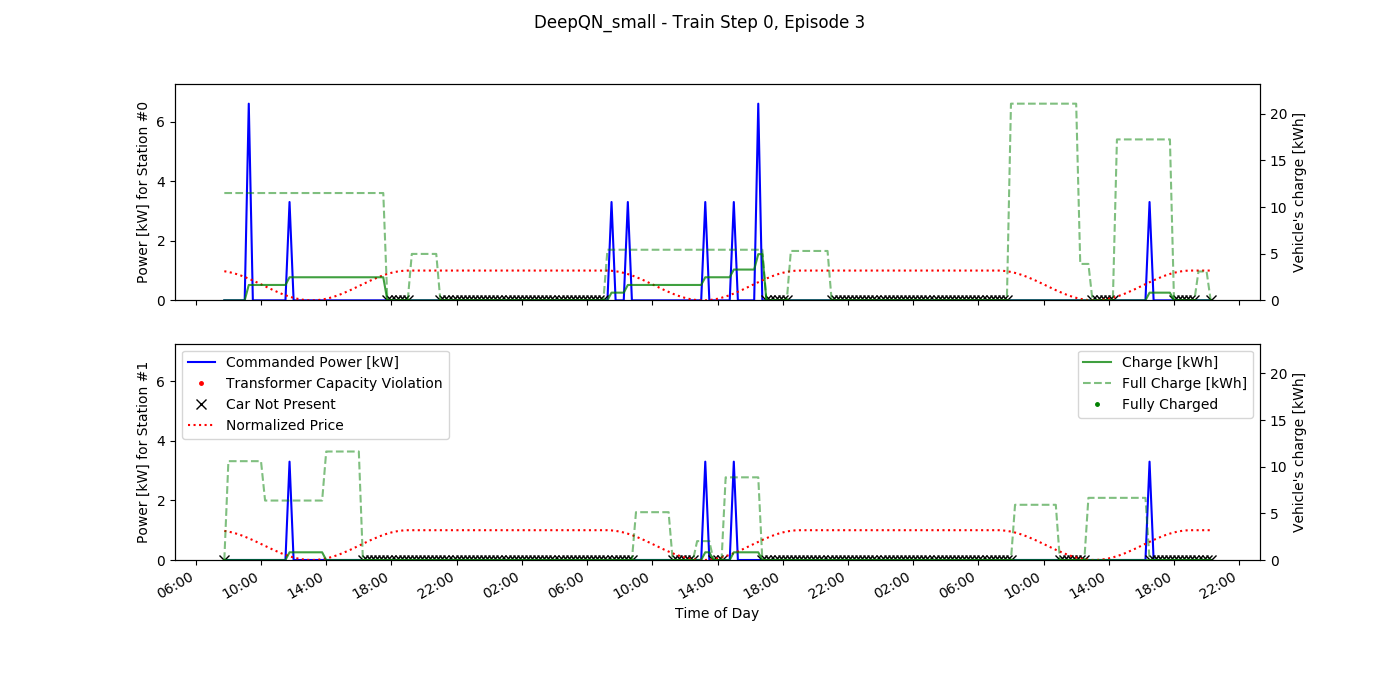 DeepQN_small - Train Step 0, Episode 3
Power [kW] for Station #0
6
4
2
0
20
15
10
5
0
Vehicle's charge [kWh]
Power [kW] for Station #1
6
4
2
0
Commanded Power [kW]
Transformer Capacity Violation
Car Not Present
Normalized Price
Charge [kWh]
Full Charge [kWh]
Fully Charged
20
15
10
5
0
Vehicle's charge [kWh]
06:00 10:00 14:00 18:00 22:00 02:00 06:00 10:00 14:00 18:00 22:00 02:00 06:00 10:00 14:00 18:00 22:00
Time of Day